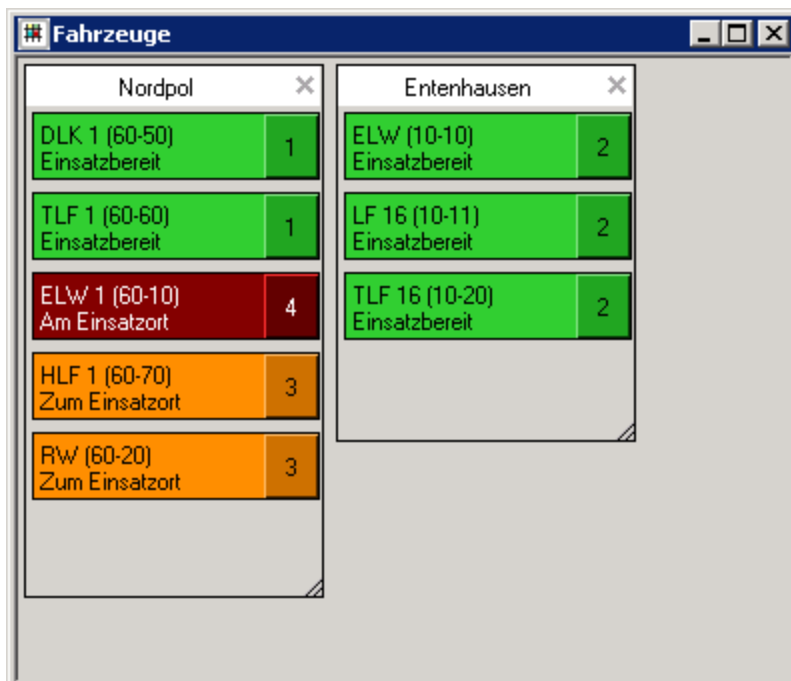 Fahrzeuge
Nordpol
DLK 1 (60-50)
Einsatzbereit
1
TLF 1 (60-60)
Einsatzbereit
1
ELW 1 (60-10)
Am Einsatzort
4
HLF 1 (60-70)
Zum Einsatzort
3
RW (60-20)
Zum Einsatzort
3
Entenhausen
ELW (10-10)
Einsatzbereit
2
LF 16 (10-11)
Einsatzbereit
2
TLF 16 (10-20)
Einsatzbereit
2